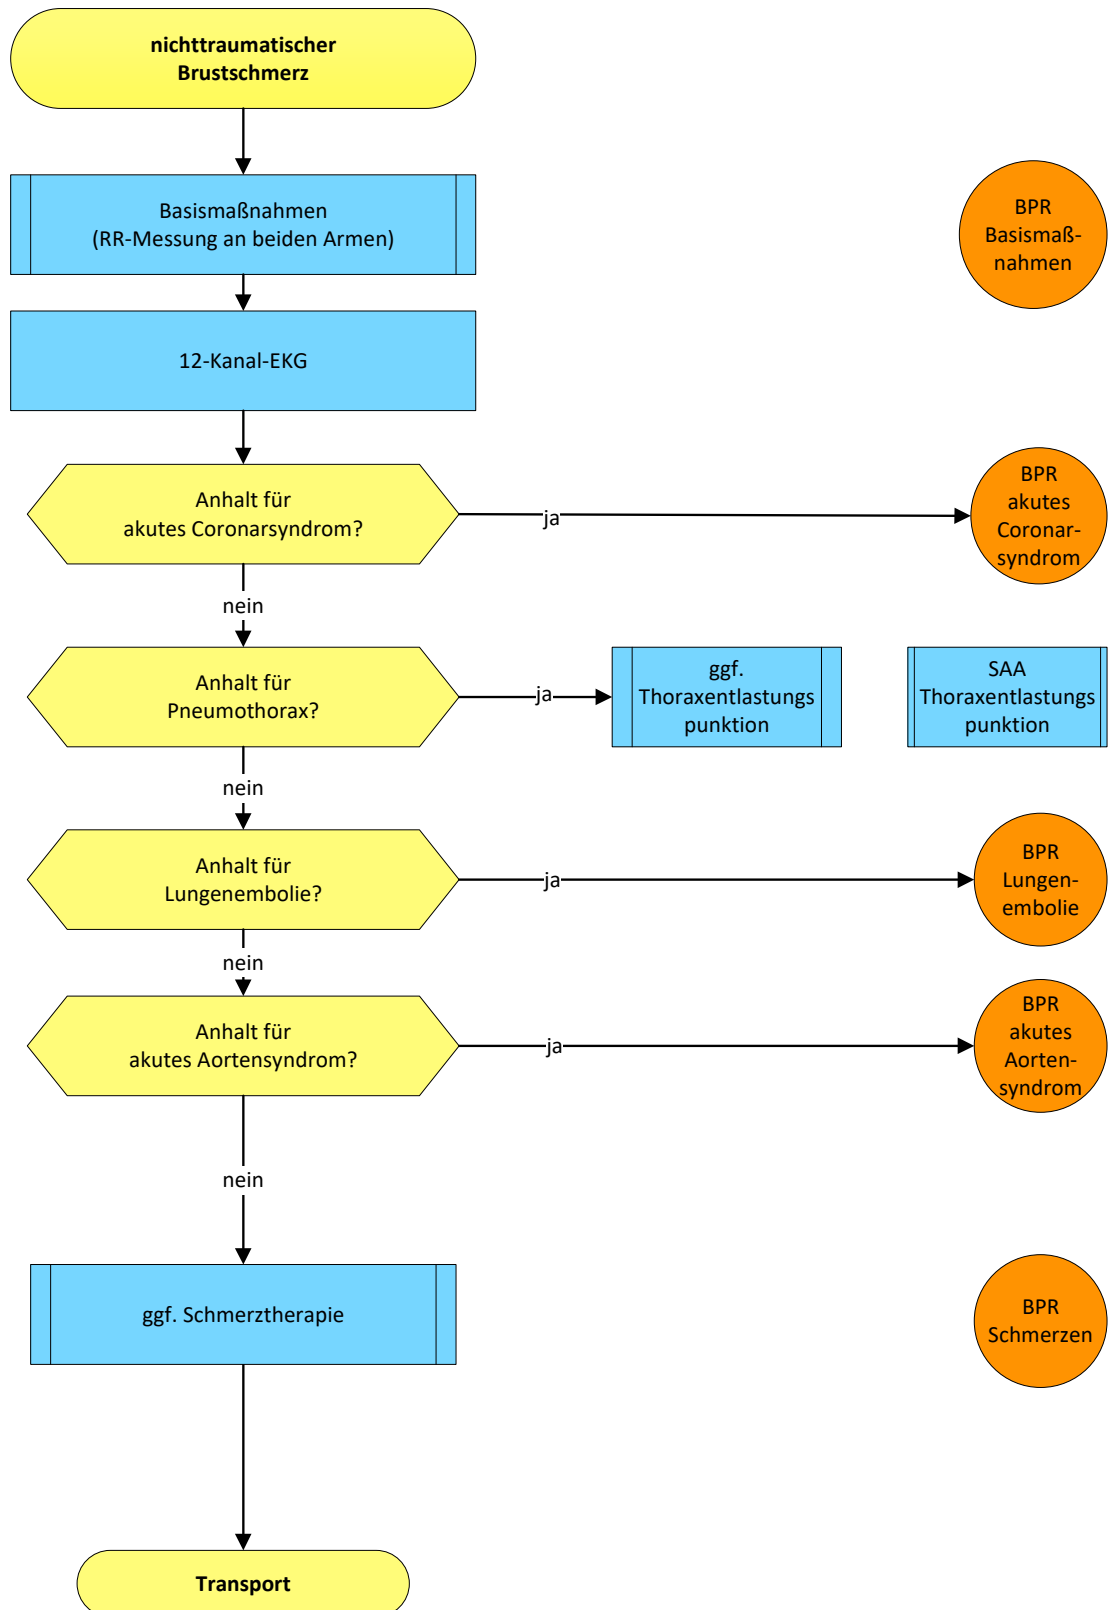 nichttraumatischer
Brustschmerz
Basismaßnahmen
(RR-Messung an beiden Armen)
BPR
Basismaß-
nahmen
12-Kanal-EKG
Anhalt für
akutes Coronarsyndrom?
ja
BPR
akutes
Coronar-
syndrom
nein
Anhalt für
Pneumothorax?
ja
ggf.
Thoraxentlastungs
punktion
SAA
Thoraxentlastungs
punktion
nein
Anhalt für
Lungenembolie?
ja
BPR
Lungen-
embolie
nein
Anhalt für
akutes Aortensyndrom?
ja
BPR
akutes
Aorten-
syndrom
nein
ggf. Schmerztherapie
BPR
Schmerzen
Transport